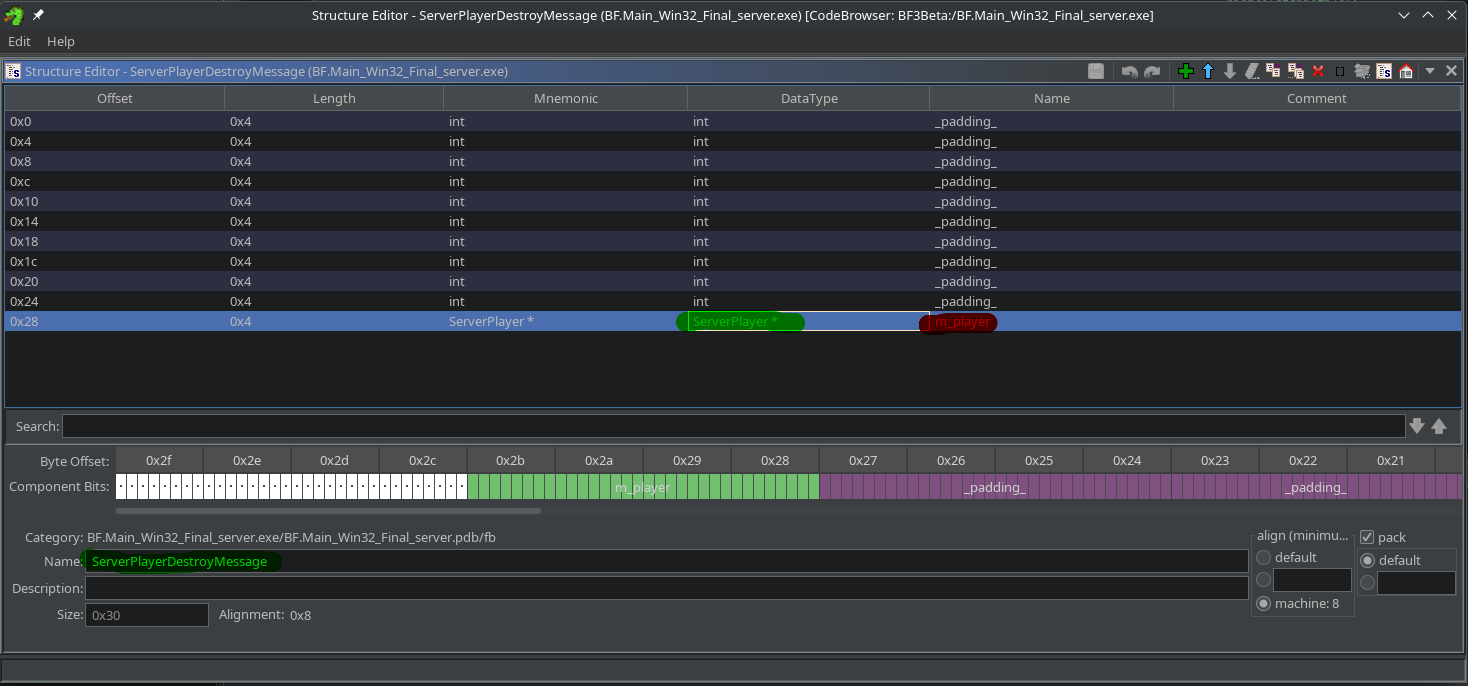 Structure Editor - ServerPlayerDestroyMessage (BF.Main_Win32_Final_server.exe) [CodeBrowser: BF3Beta:/BF.Main_Win32_Final_server.exe]
Edit Help
Structure Editor - ServerPlayerDestroyMessage (BF.Main_Win32_Final_server.exe)
Offset Length Mnemonic DataType Name Comment
0x0 0x4 int int _padding_
0x4 0x4 int int _padding_
0x8 0x4 int int _padding_
0xc 0x4 int int _padding_
0x10 0x4 int int _padding_
0x14 0x4 int int _padding_
0x18 0x4 int int _padding_
0x1c 0x4 int int _padding_
0x20 0x4 int int _padding_
0x24 0x4 int int _padding_
0x28 0x4 ServerPlayer * ServerPlayer * m_player
Search:
Byte Offset: 0x2f 0x2e 0x2d 0x2c 0x2b 0x2a 0x29 0x28 0x27 0x26 0x25 0x24 0x23 0x22 0x21
Component Bits: m_player _padding_ _padding_
Category: BF.Main_Win32_Final_server.exe/BF.Main_Win32_Final_server.pdb/fb
align (minimu... pack
Name: ServerPlayerDestroyMessage
default default
Description:
Size: 0x30 Alignment: 0x8
machine: 8